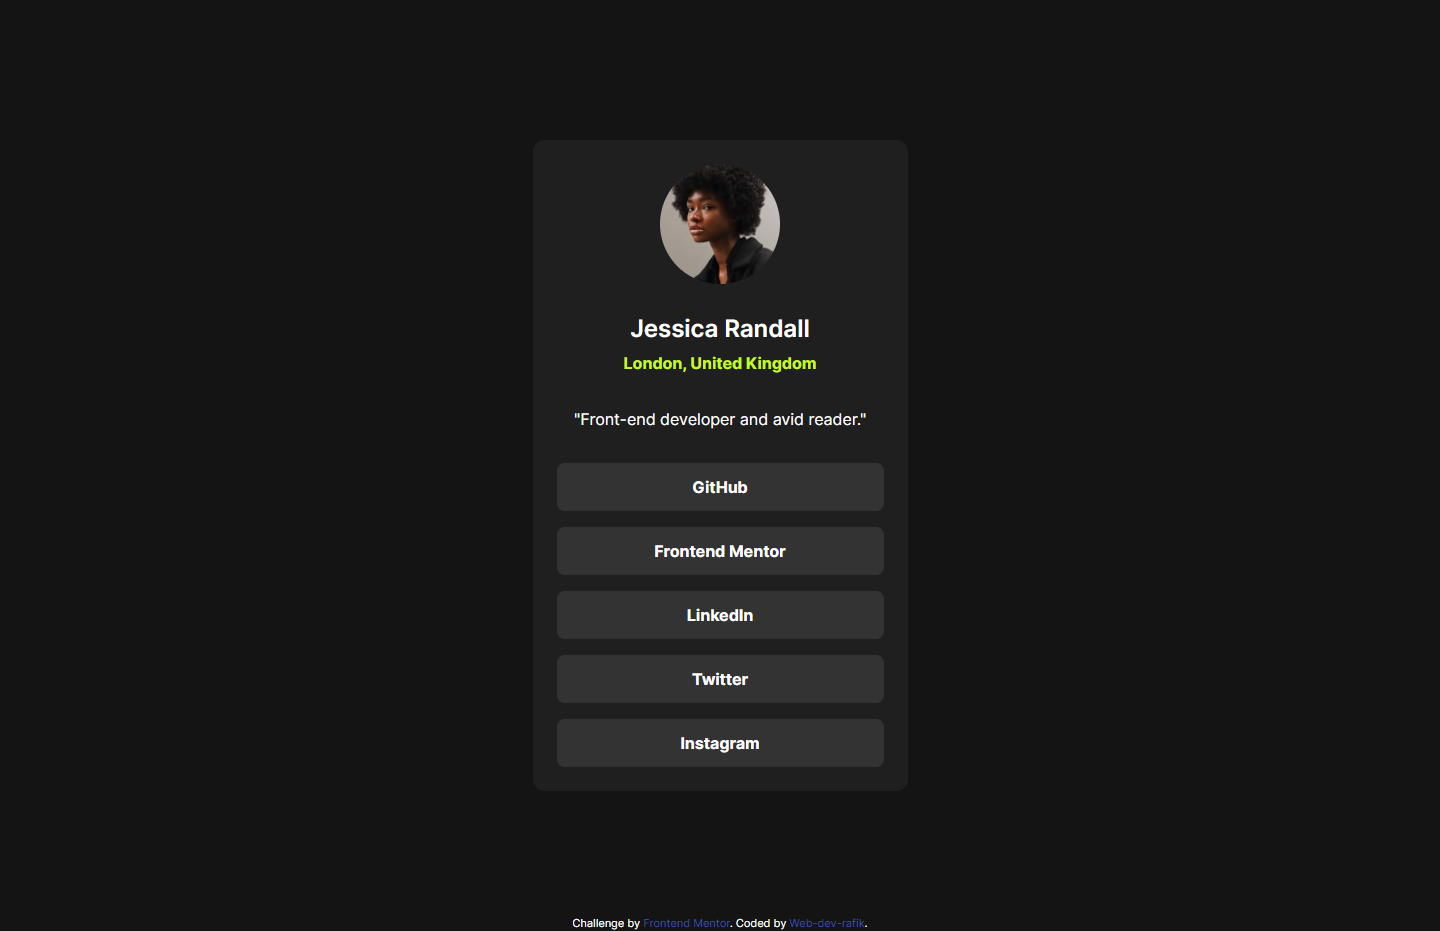 Jessica Randall
London, United Kingdom
"Front-end developer and avid reader."
GitHub
Frontend Mentor
LinkedIn
Twitter
Instagram
Challenge by Frontend Mentor. Coded by Web-dev-rafik.